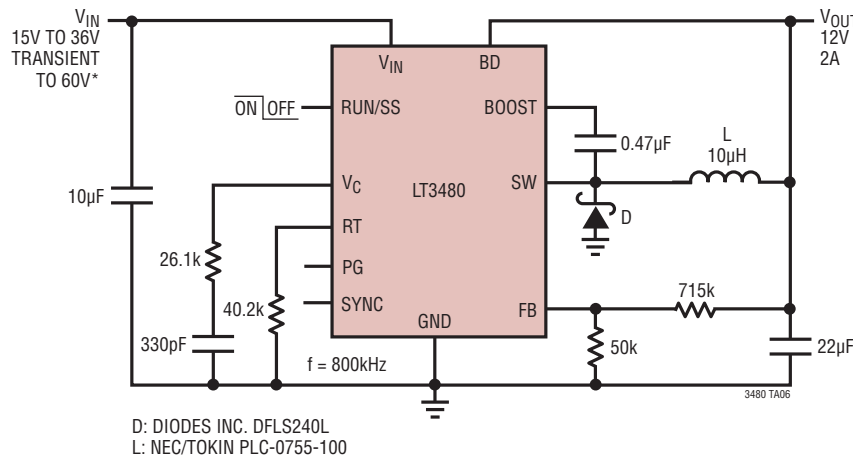 VIN
15V TO 36V
TRANSIENT
TO 60V*
VOUT
12V
2A
VIN
BD
ON OFF
RUN/SS
BOOST
0.47µF
L
10µH
VC
LT3480
SW
10µF
RT
D
26.1k
PG
40.2k
SYNC
FB
715k
GND
330pF
f = 800kHz
50k
22µF
3480 TA06
D: DIODES INC. DFLS240L
L: NEC/TOKIN PLC-0755-100